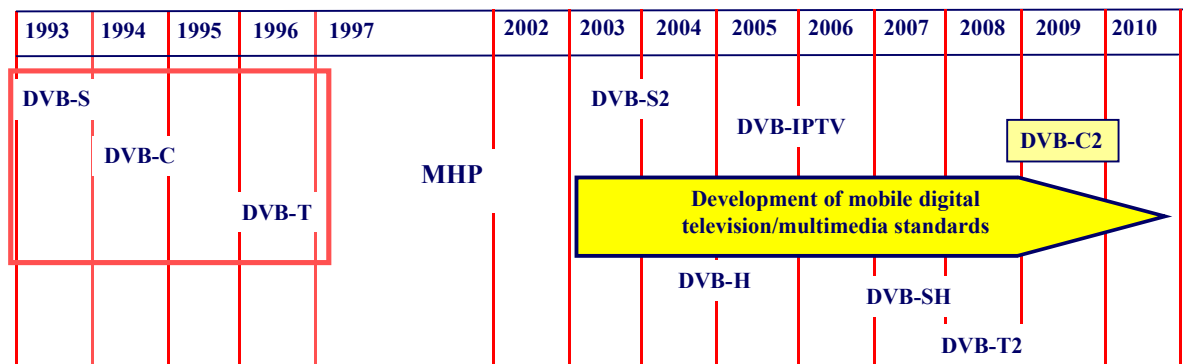 1993 1994 1995 1996 1997 2002 2003 2004 2005 2006 2007 2008 2009 2010
DVB-S
DVB-S2
DVB-IPTV
DVB-C2
DVB-C
MHP
DVB-T
Development of mobile digital
television/multimedia standards
DVB-H
DVB-SH
DVB-T2